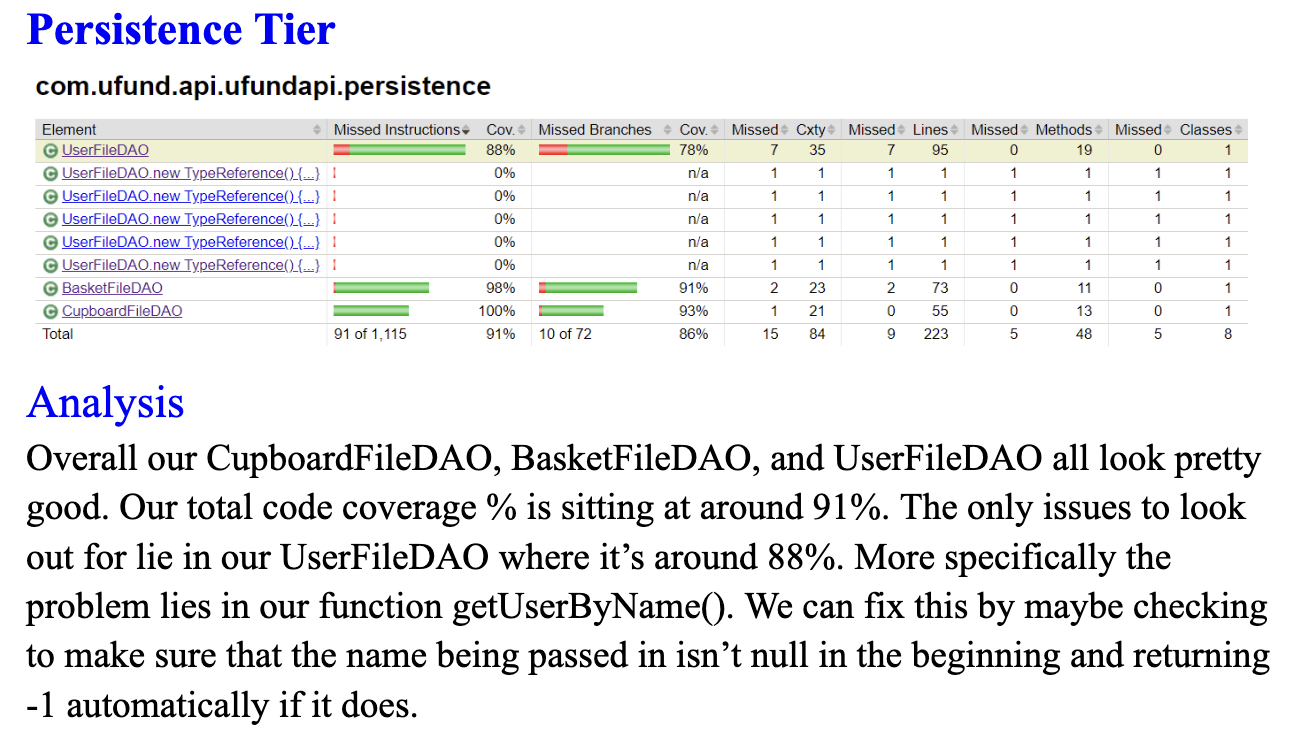 Persistence Tier
com.ufund.api.ufundapi.persistence
Element Missed Instructions Cov. Missed Branches Cov. Missed Cxty Missed Lines Missed Methods Missed Classes
UserFileDAO 88% 78% 7 35 7 95 0 19 0 1
UserFileDAO.new TypeReference() {...} 0% n/a 1 1 1 1 1 1 1 1
UserFileDAO.new TypeReference() {...} 0% n/a 1 1 1 1 1 1 1 1
UserFileDAO.new TypeReference() {...} 0% n/a 1 1 1 1 1 1 1 1
UserFileDAO.new TypeReference() {...} 0% n/a 1 1 1 1 1 1 1 1
UserFileDAO.new TypeReference() {...} 0% n/a 1 1 1 1 1 1 1 1
BasketFileDAO 98% 91% 2 23 2 73 0 11 0 1
CupboardFileDAO 100% 93% 1 21 0 55 0 13 0 1
Total 91 of 1,115 91% 10 of 72 86% 15 84 9 223 5 48 5 8
Analysis
Overall our CupboardFileDAO, BasketFileDAO, and UserFileDAO all look pretty
good. Our total code coverage % is sitting at around 91%. The only issues to look
out for lie in our UserFileDAO where it’s around 88%. More specifically the
problem lies in our function getUserByName(). We can fix this by maybe checking
to make sure that the name being passed in isn’t null in the beginning and returning
-1 automatically if it does.